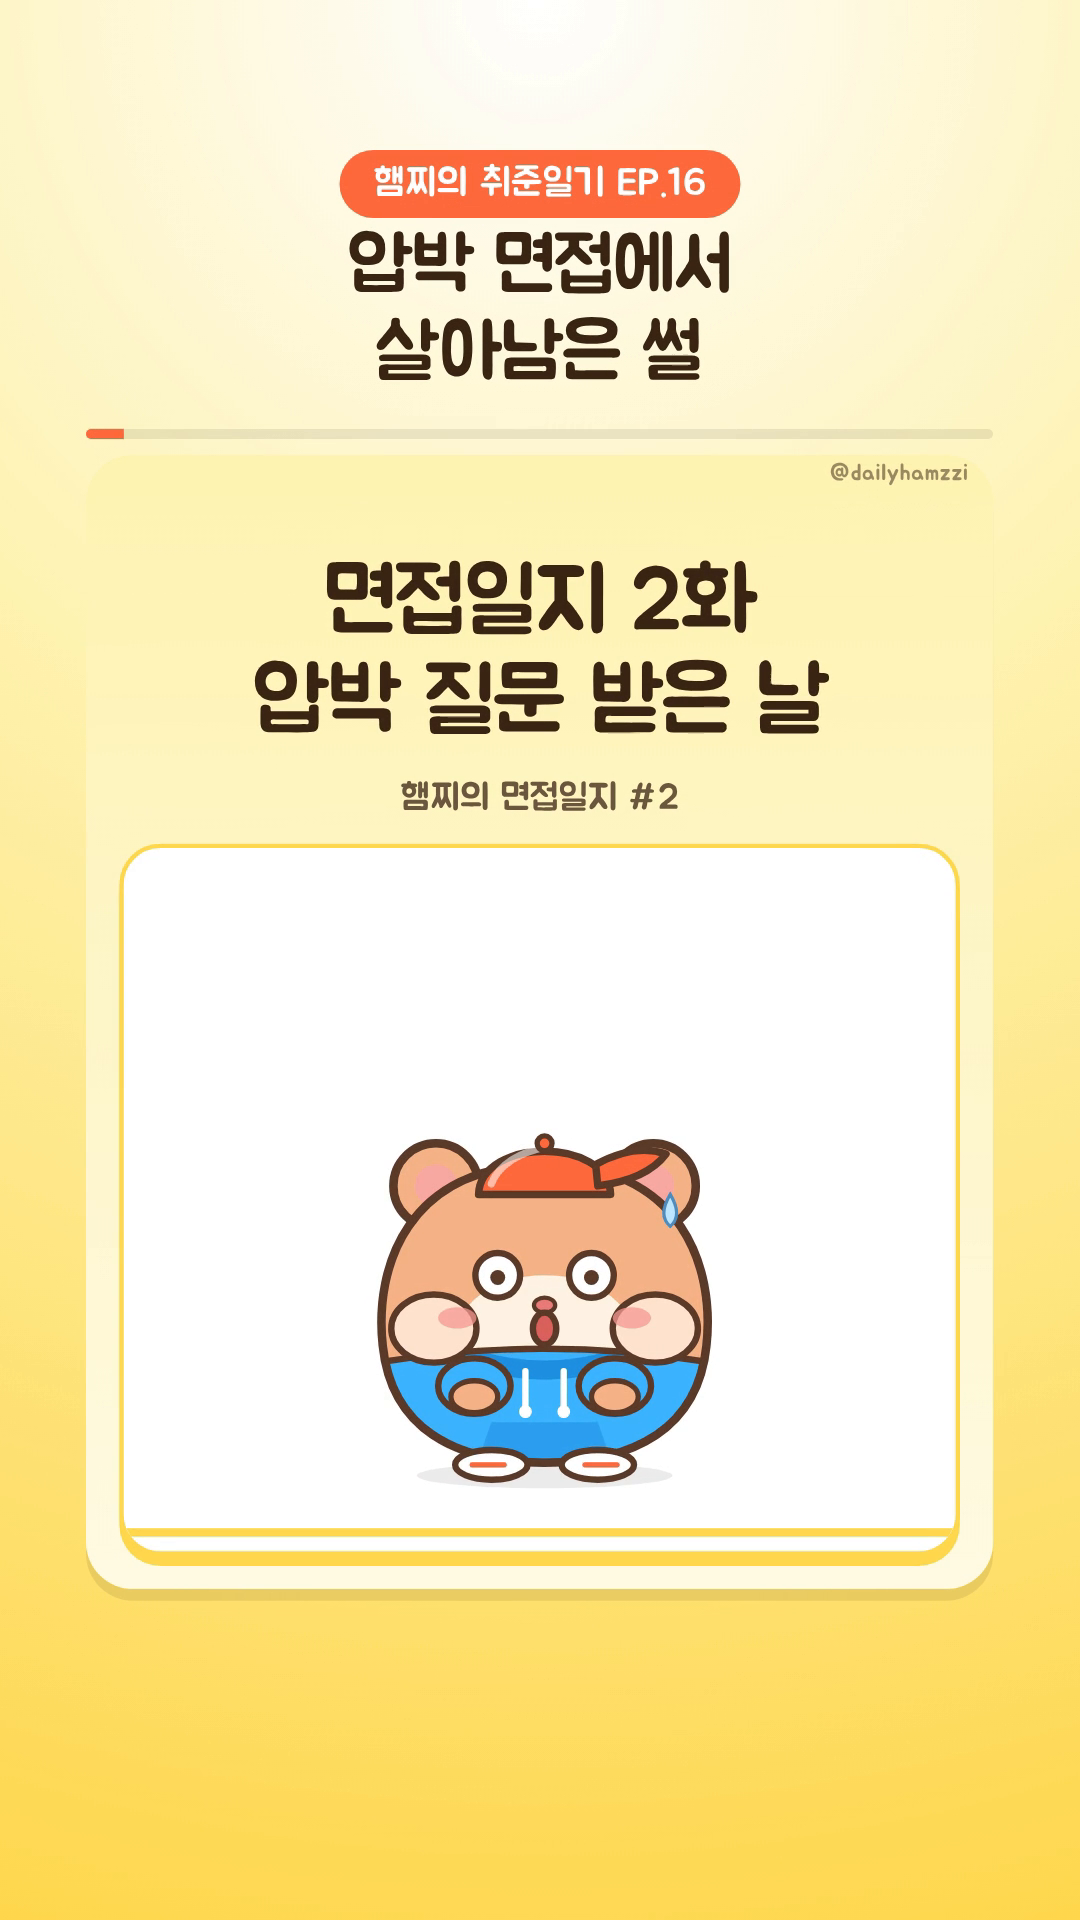 햄찌의 취준일기 EP.16
압박 면접에서
살아남은 썰
@dailyhamzzi
면접일지 2화
압박 질문 받은 날
햄찌의 면접일지 #2